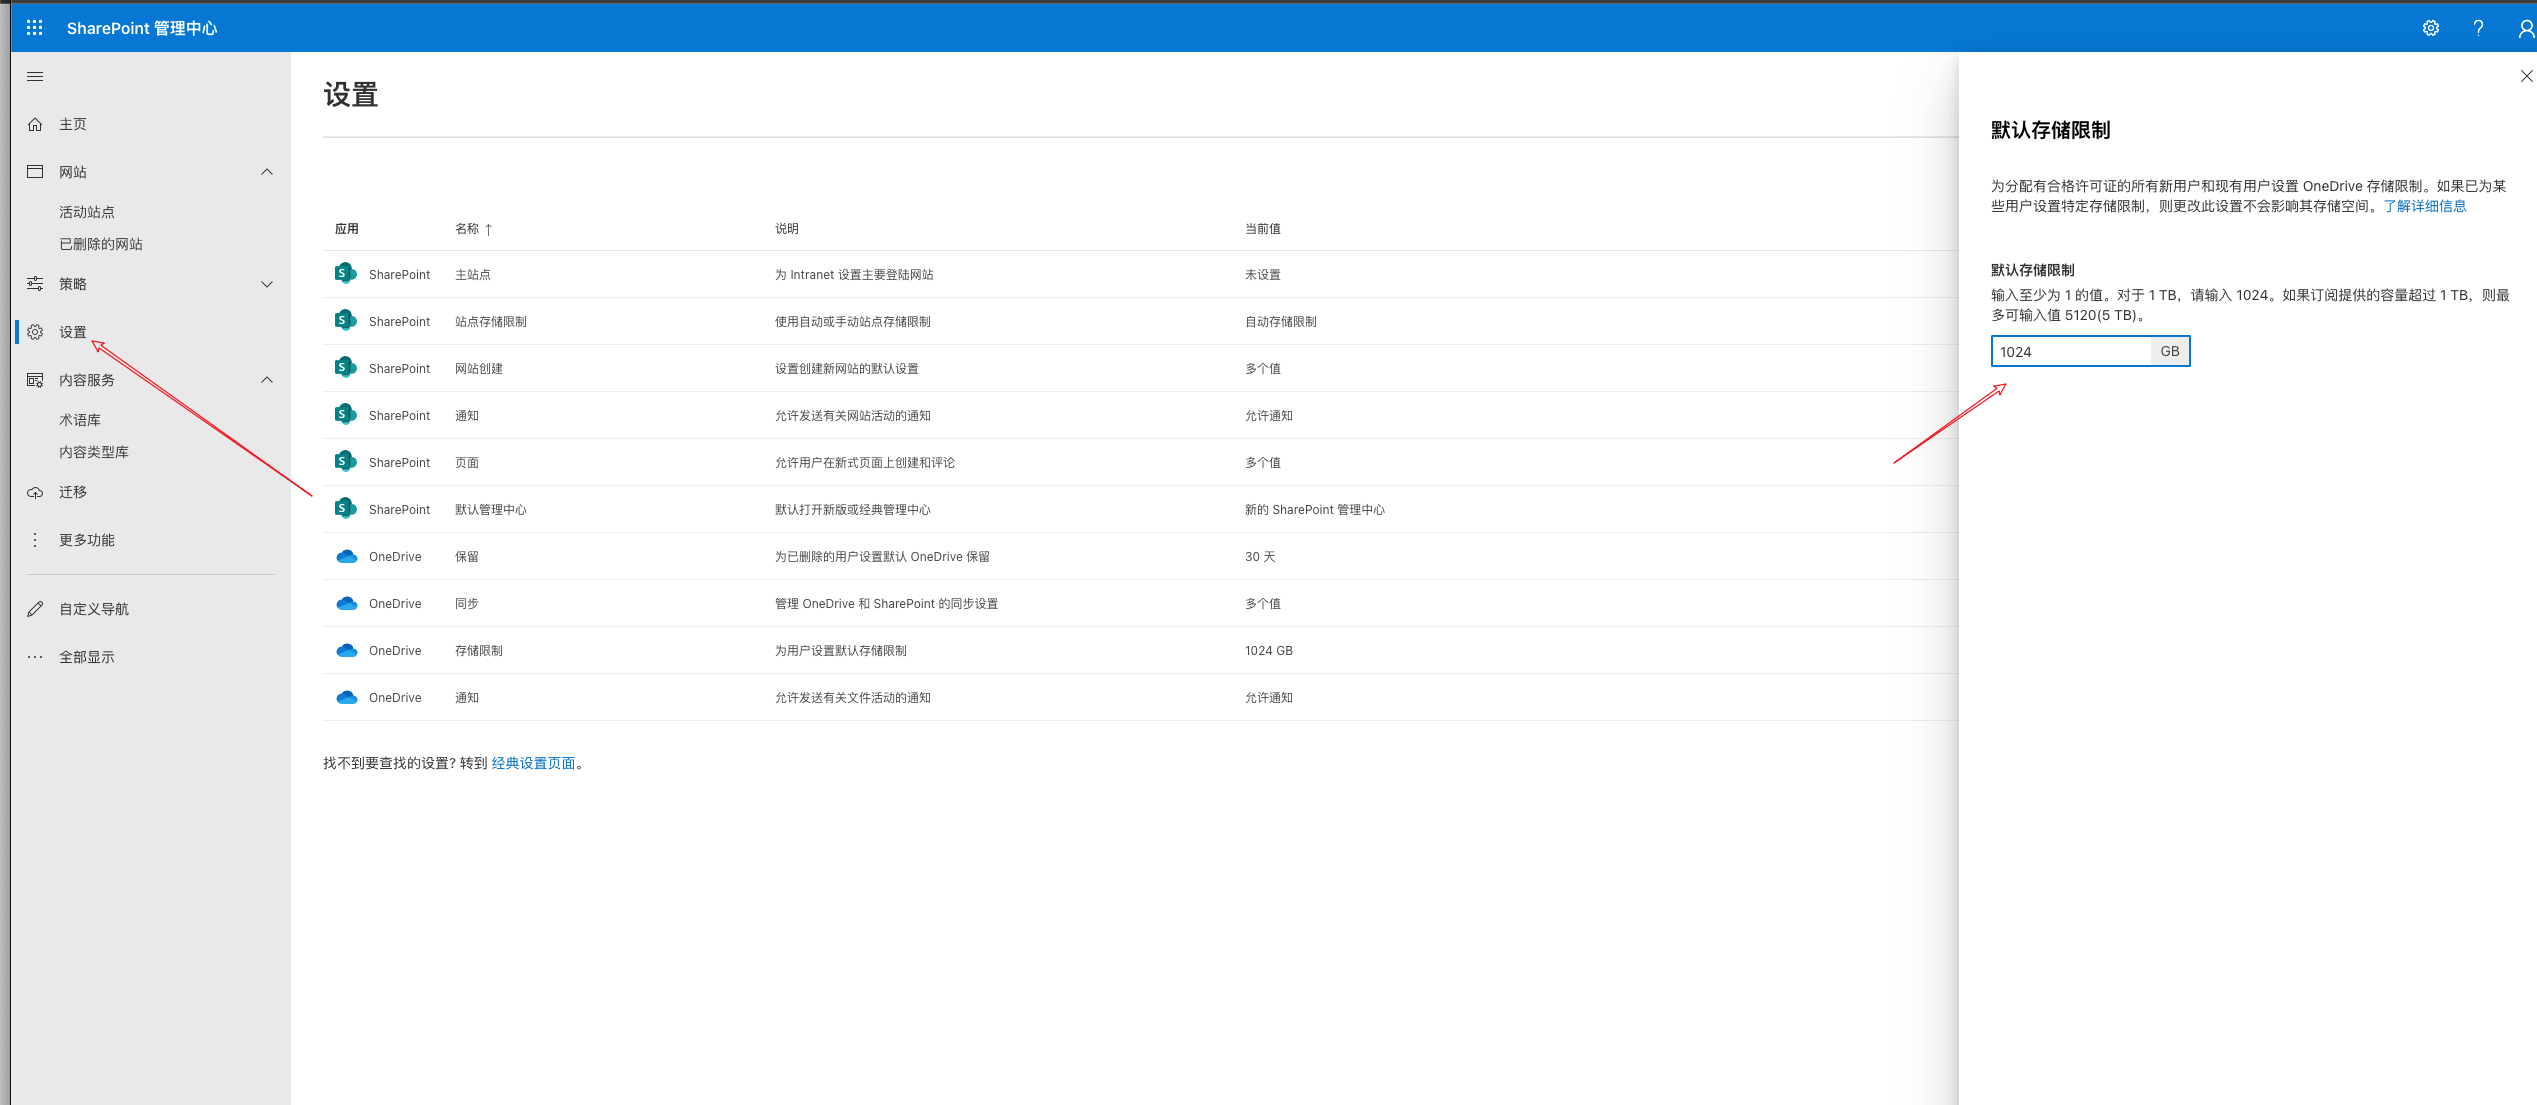 SharePoint 管理中心
主页
网站
活动站点
已删除的网站
策略
设置
内容服务
术语库
内容类型库
迁移
更多功能
自定义导航
全部显示
设置
应用 名称 ↑ 说明 当前值
SharePoint 主站点 为 Intranet 设置主要登陆网站 未设置
SharePoint 站点存储限制 使用自动或手动站点存储限制 自动存储限制
SharePoint 网站创建 设置创建新网站的默认设置 多个值
SharePoint 通知 允许发送有关网站活动的通知 允许通知
SharePoint 页面 允许用户在新式页面上创建和评论 多个值
SharePoint 默认管理中心 默认打开新版或经典管理中心 新的 SharePoint 管理中心
OneDrive 保留 为已删除的用户设置默认 OneDrive 保留 30 天
OneDrive 同步 管理 OneDrive 和 SharePoint 的同步设置 多个值
OneDrive 存储限制 为用户设置默认存储限制 1024 GB
OneDrive 通知 允许发送有关文件活动的通知 允许通知
找不到要查找的设置? 转到 经典设置页面。
默认存储限制
为分配有合格许可证的所有新用户和现有用户设置 OneDrive 存储限制。如果已为某
些用户设置特定存储限制，则更改此设置不会影响其存储空间。了解详细信息
默认存储限制
输入至少为 1 的值。对于 1 TB，请输入 1024。如果订阅提供的容量超过 1 TB，则最
多可输入值 5120(5 TB)。
1024 GB